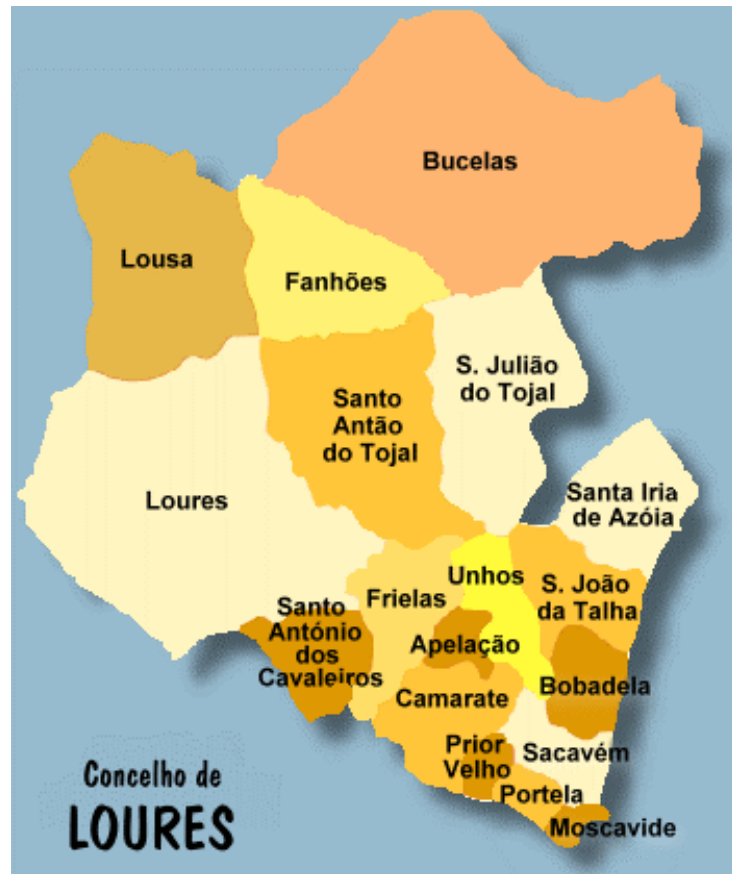 Bucelas
Lousa
Fanhões
S. Julião
do Tojal
Santo
Antão
do Tojal
Loures
Santa Iria
de Azóia
Unhos
S. João
da Talha
Frielas
Santo
António
dos
Cavaleiros
Apelação
Camarate
Bobadela
Prior
Velho
Sacavém
Portela
Moscavide
Concelho de
LOURES